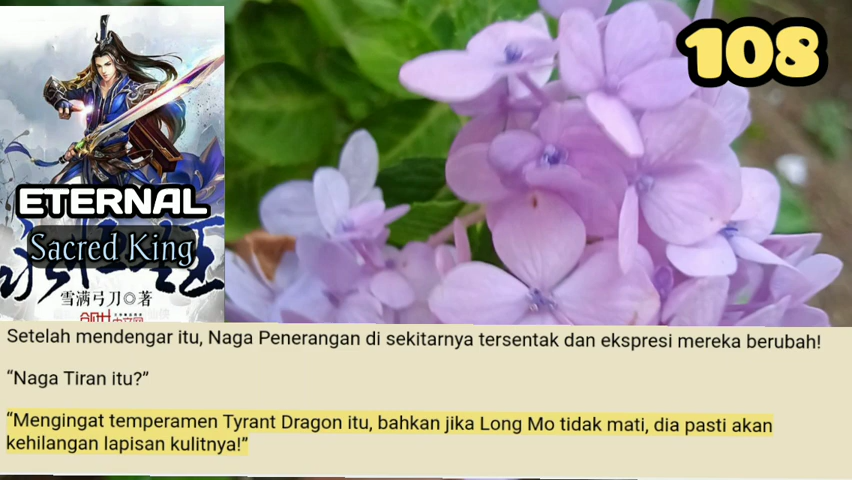 108
ETERNAL
Sacred King
雪满弓刀◎著
Setelah mendengar itu, Naga Penerangan di sekitarnya tersentak dan ekspresi mereka berubah!
“Naga Tiran itu?”
“Mengingat temperamen Tyrant Dragon itu, bahkan jika Long Mo tidak mati, dia pasti akan
kehilangan lapisan kulitnya!”